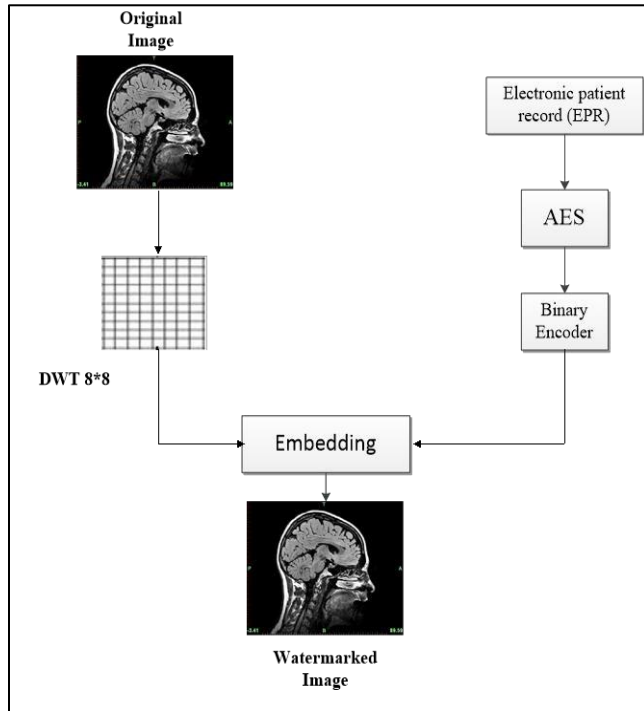 Original
Image
Electronic patient
record (EPR)
AES
Binary
Encoder
DWT 8*8
Embedding
Watermarked
Image